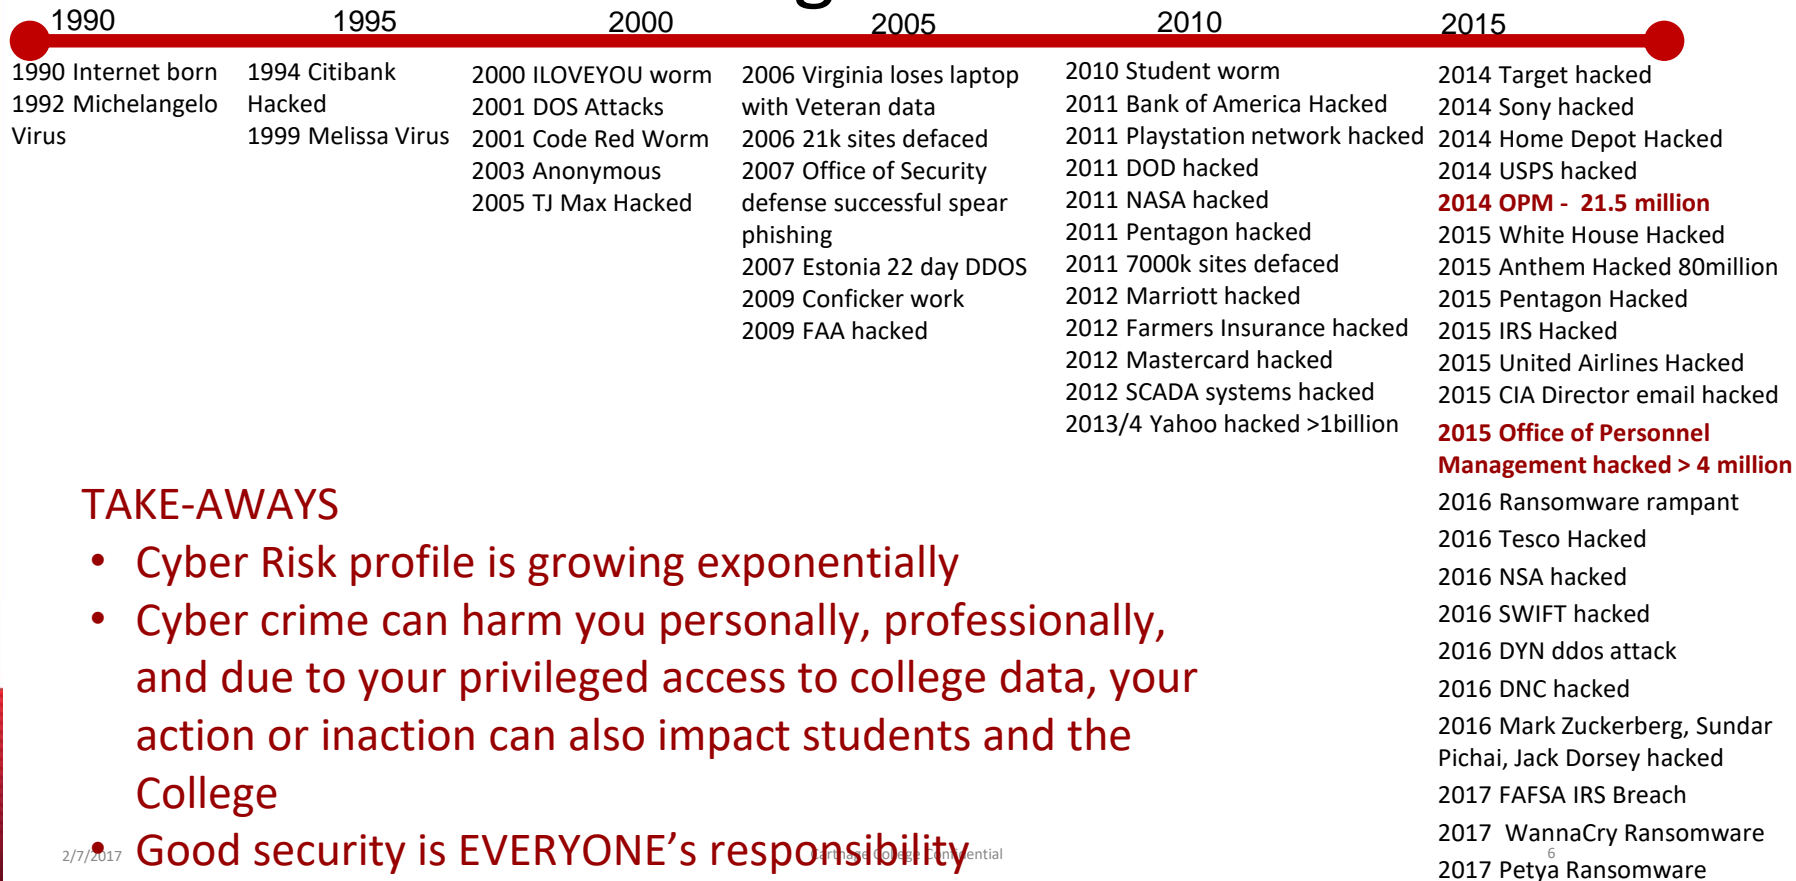 1990 1995 2000 2005 2010 2015
1990 Internet born
1992 Michelangelo
Virus
1994 Citibank
Hacked
1999 Melissa Virus
2000 ILOVEYOU worm
2001 DOS Attacks
2001 Code Red Worm
2003 Anonymous
2005 TJ Max Hacked
2006 Virginia loses laptop
with Veteran data
2006 21k sites defaced
2007 Office of Security
defense successful spear
phishing
2007 Estonia 22 day DDOS
2009 Conficker work
2009 FAA hacked
2010 Student worm
2011 Bank of America Hacked
2011 Playstation network hacked
2011 DOD hacked
2011 NASA hacked
2011 Pentagon hacked
2011 7000k sites defaced
2012 Marriott hacked
2012 Farmers Insurance hacked
2012 Mastercard hacked
2012 SCADA systems hacked
2013/4 Yahoo hacked >1billion
2014 Target hacked
2014 Sony hacked
2014 Home Depot Hacked
2014 USPS hacked
2014 OPM - 21.5 million
2015 White House Hacked
2015 Anthem Hacked 80million
2015 Pentagon Hacked
2015 IRS Hacked
2015 United Airlines Hacked
2015 CIA Director email hacked
2015 Office of Personnel
Management hacked > 4 million
2016 Ransomware rampant
2016 Tesco Hacked
2016 NSA hacked
2016 SWIFT hacked
2016 DYN ddos attack
2016 DNC hacked
2016 Mark Zuckerberg, Sundar
Pichai, Jack Dorsey hacked
2017 FAFSA IRS Breach
2017 WannaCry Ransomware
2017 Petya Ransomware
TAKE-AWAYS
• Cyber Risk profile is growing exponentially
• Cyber crime can harm you personally, professionally,
and due to your privileged access to college data, your
action or inaction can also impact students and the
College
• Good security is EVERYONE's responsibility
2/7/2017
Carthage College Confidential
6